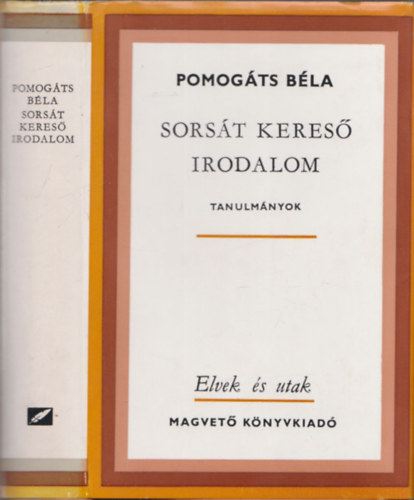 POMOGÁTS
BÉLA
SORSÁT
KERESŐ
IRODALOM
POMOGÁTS BÉLA
SORSÁT KERESŐ
IRODALOM
TANULMÁNYOK
Elvek és utak
MAGVETŐ KÖNYVKIADÓ